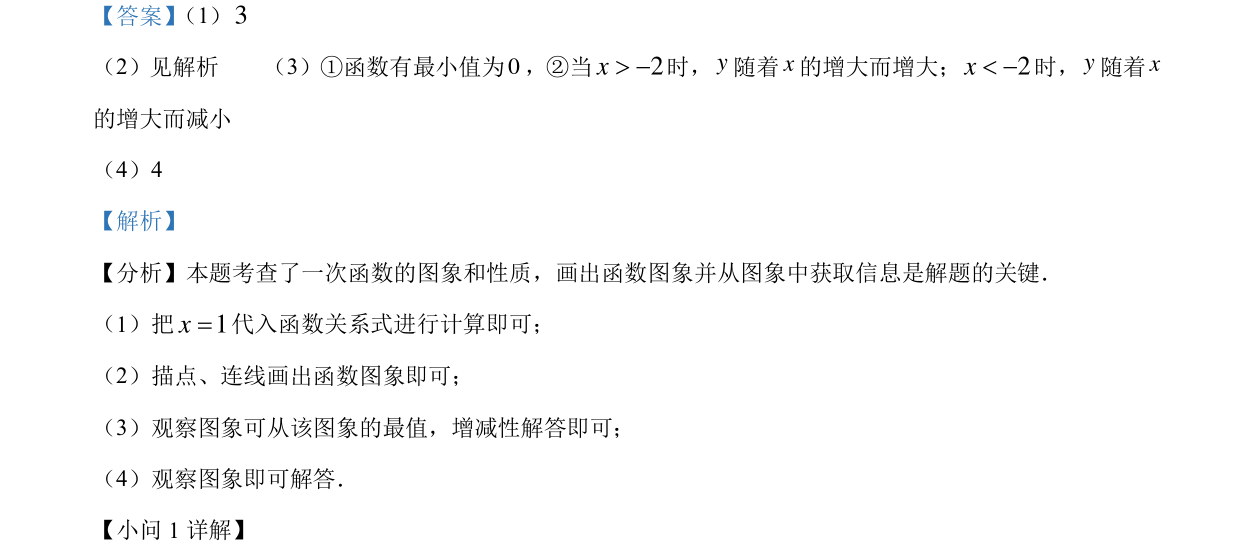 【答案】（1）3
（2）见解析 （3）①函数有最小值为0，②当x＞−2时，y随着x的增大而增大；x＜−2时，y随着x
的增大而减小
（4）4
【解析】
【分析】本题考查了一次函数的图象和性质，画出函数图象并从图象中获取信息是解题的关键．
（1）把x=1代入函数关系式进行计算即可；
（2）描点、连线画出函数图象即可；
（3）观察图象可从该图象的最值，增减性解答即可；
（4）观察图象即可解答．
【小问 1 详解】